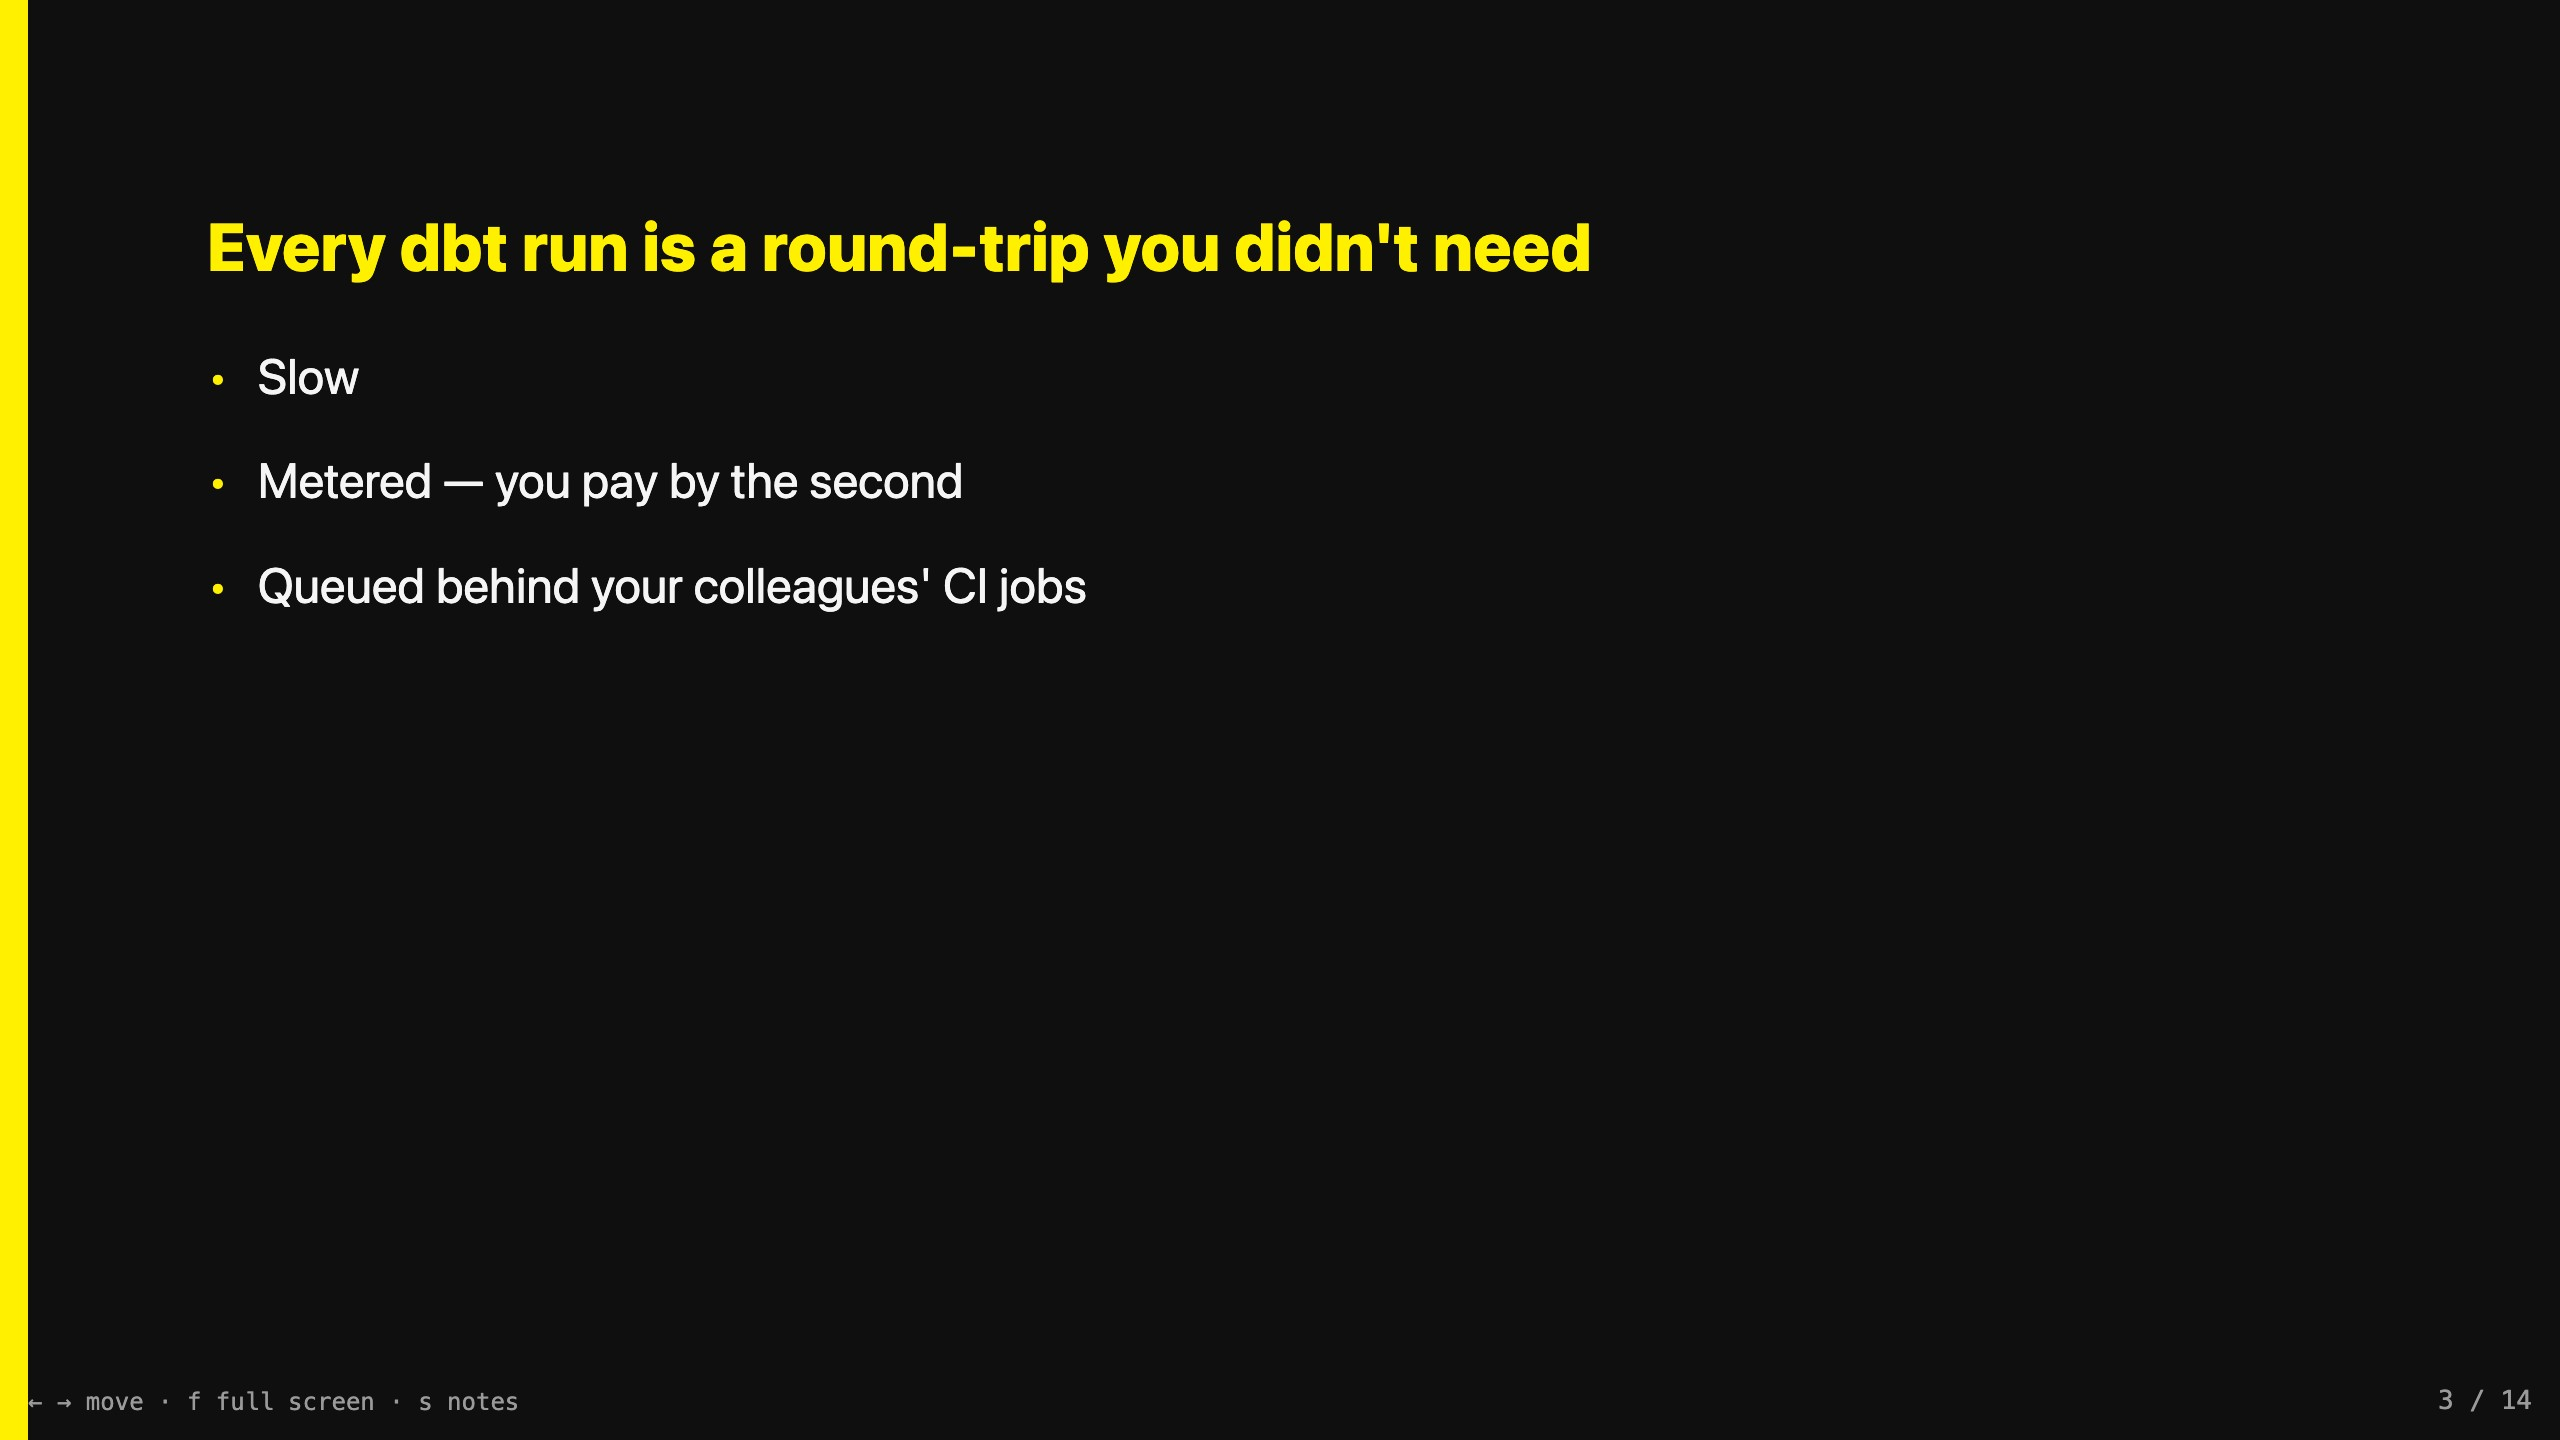 Every dbt run is a round-trip you didn't need
• Slow
• Metered — you pay by the second
• Queued behind your colleagues' CI jobs
← → move · f full screen · s notes
3 / 14